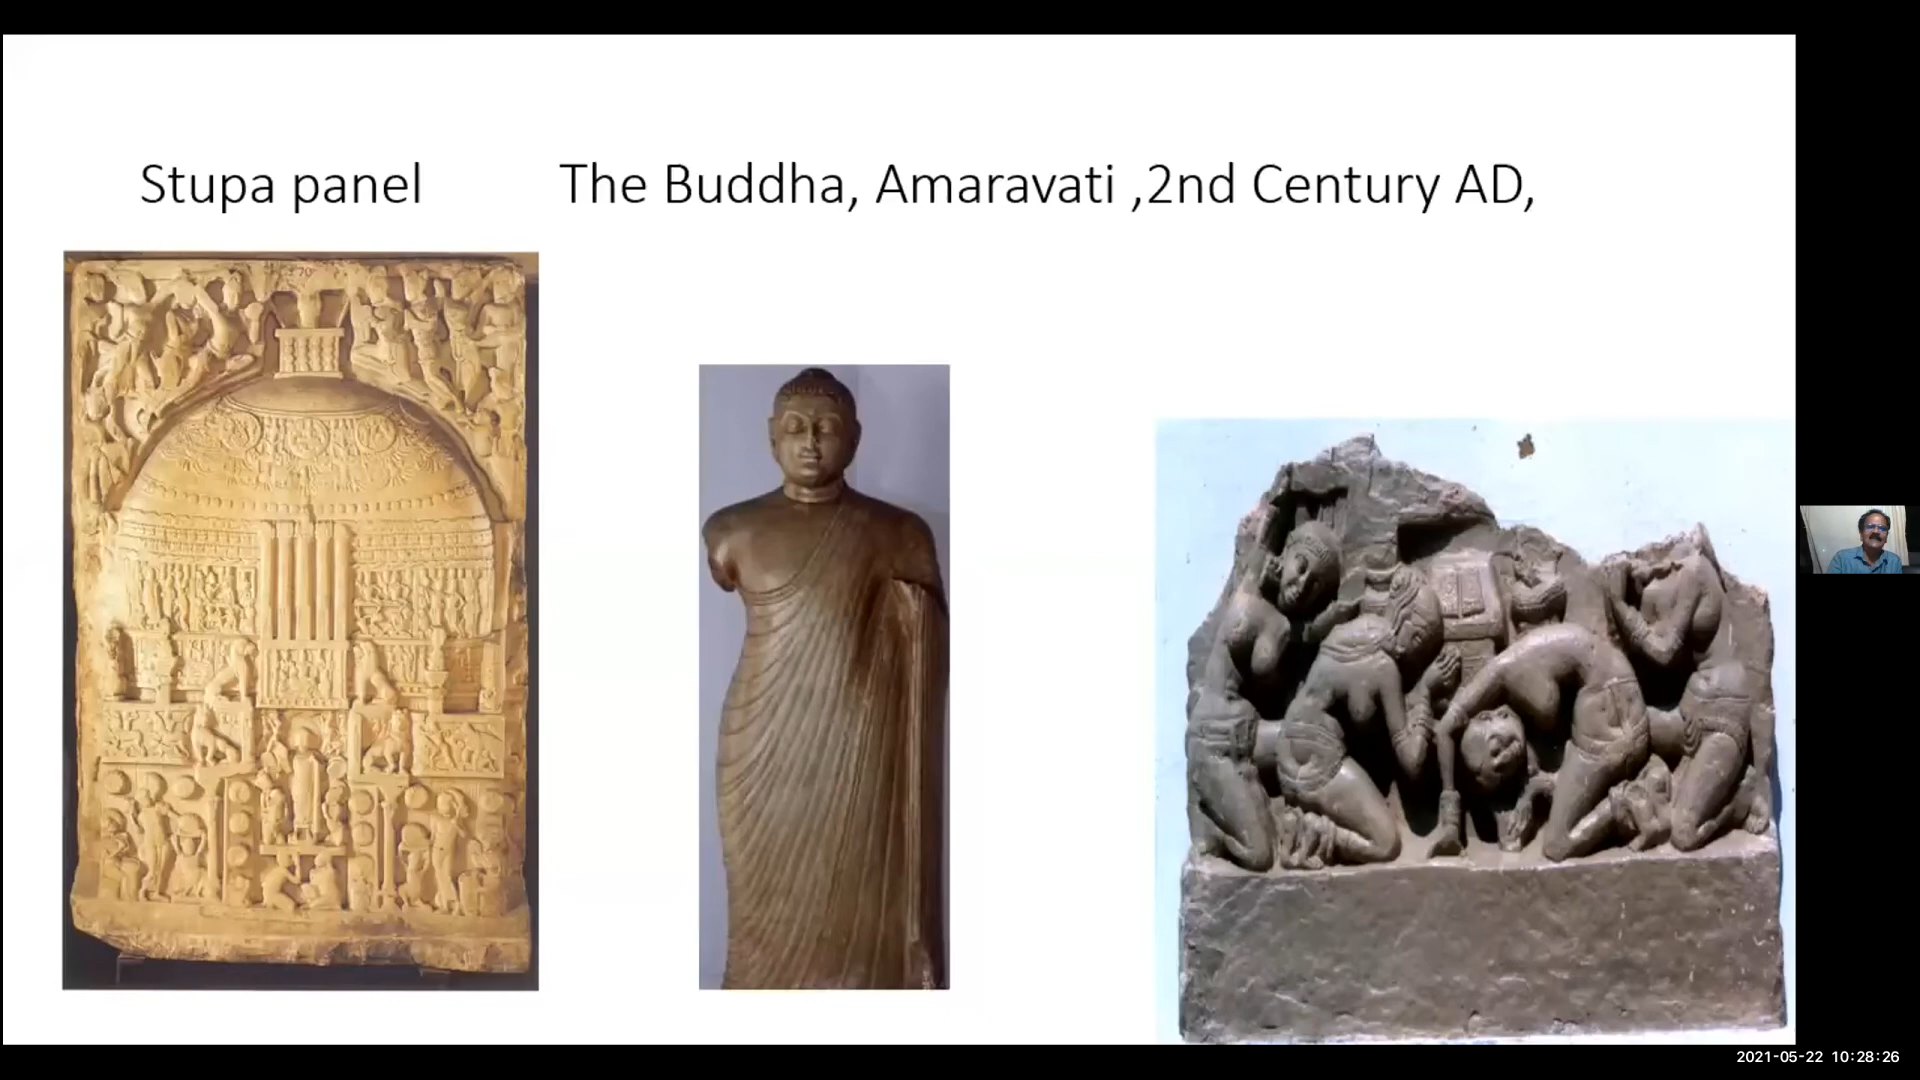 Stupa panel The Buddha, Amaravati ,2nd Century AD,
2021-05-22 10:28:26